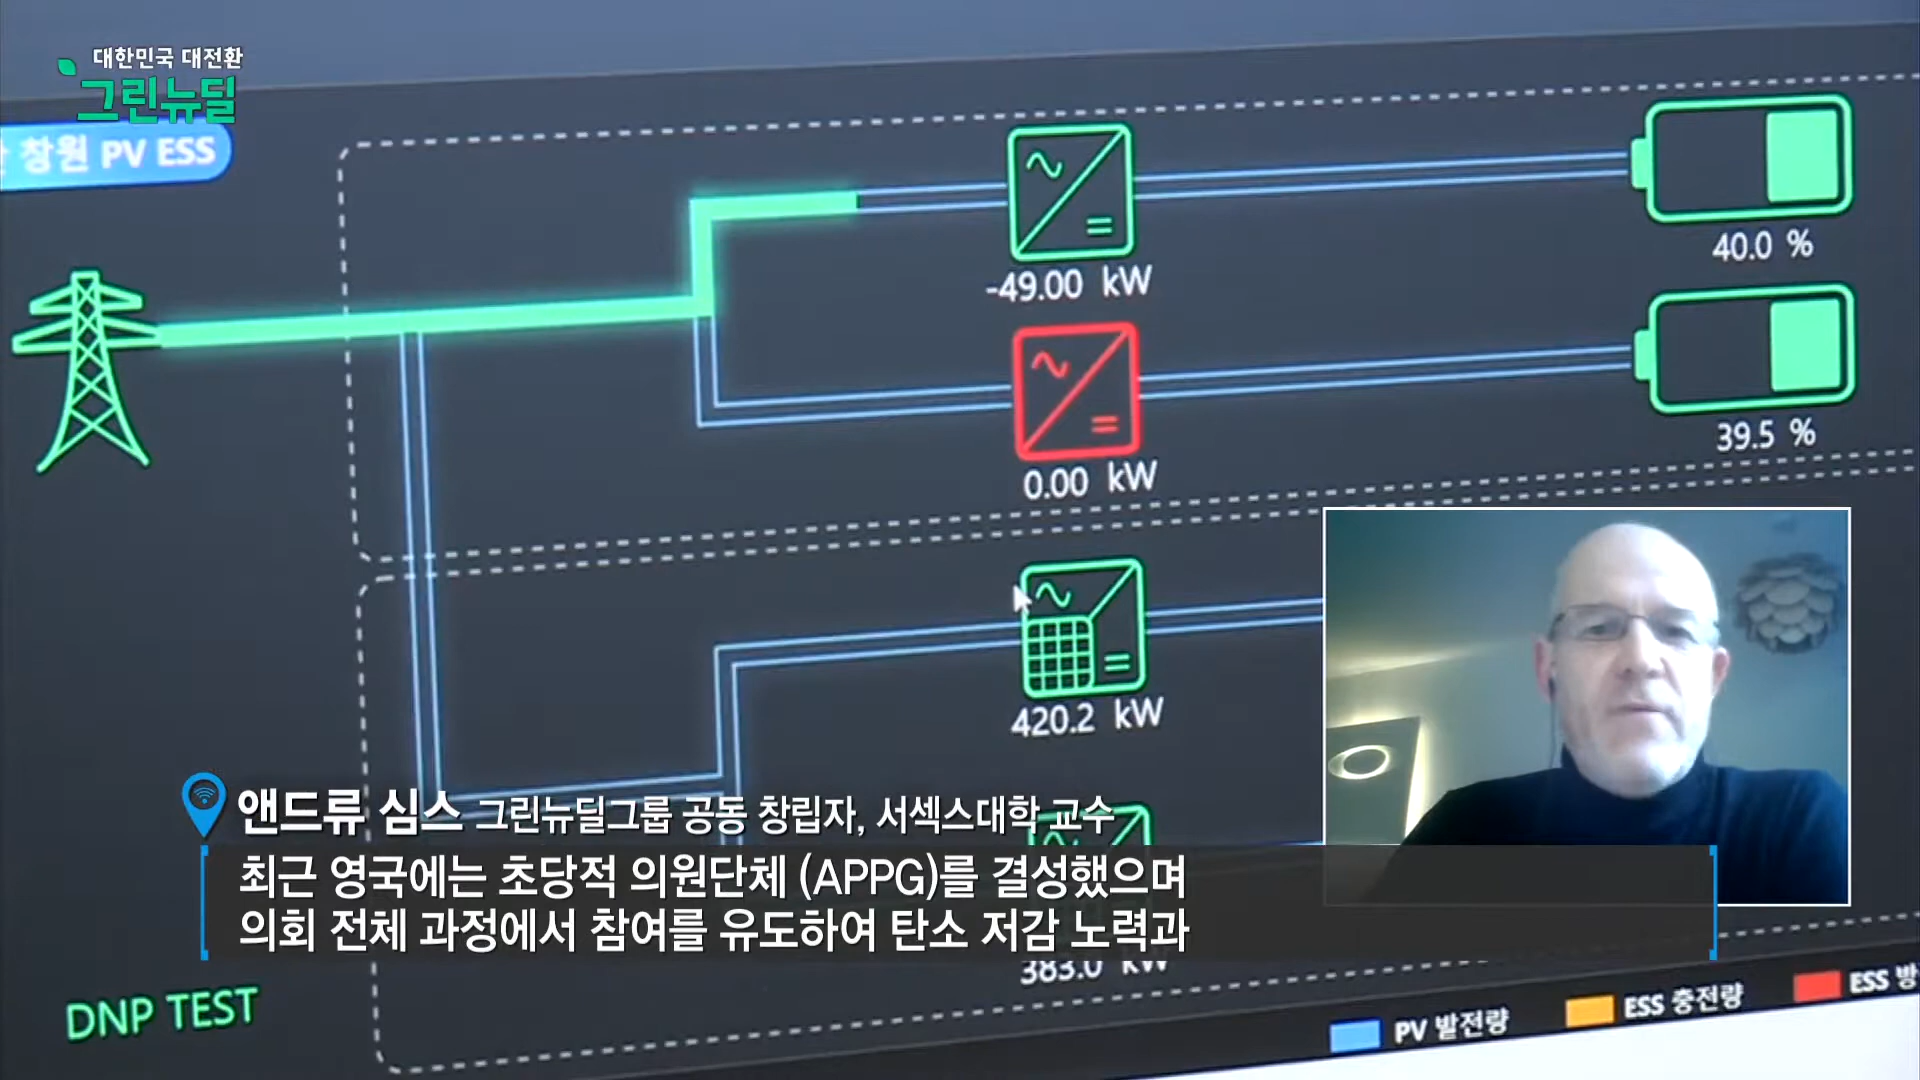 대한민국 대전환
그린뉴딜
창원 PV ESS
40.0 %
-49.00 kW
39.5 %
0.00 kW
420.2 kW
앤드류 심스 그린뉴딜그룹 공동 창립자, 서섹스대학 교수
최근 영국에는 초당적 의원단체 (APPG)를 결성했으며
의회 전체 과정에서 참여를 유도하여 탄소 저감 노력과
383.0 kW
DNP TEST
PV 발전량
ESS 충전량
ESS